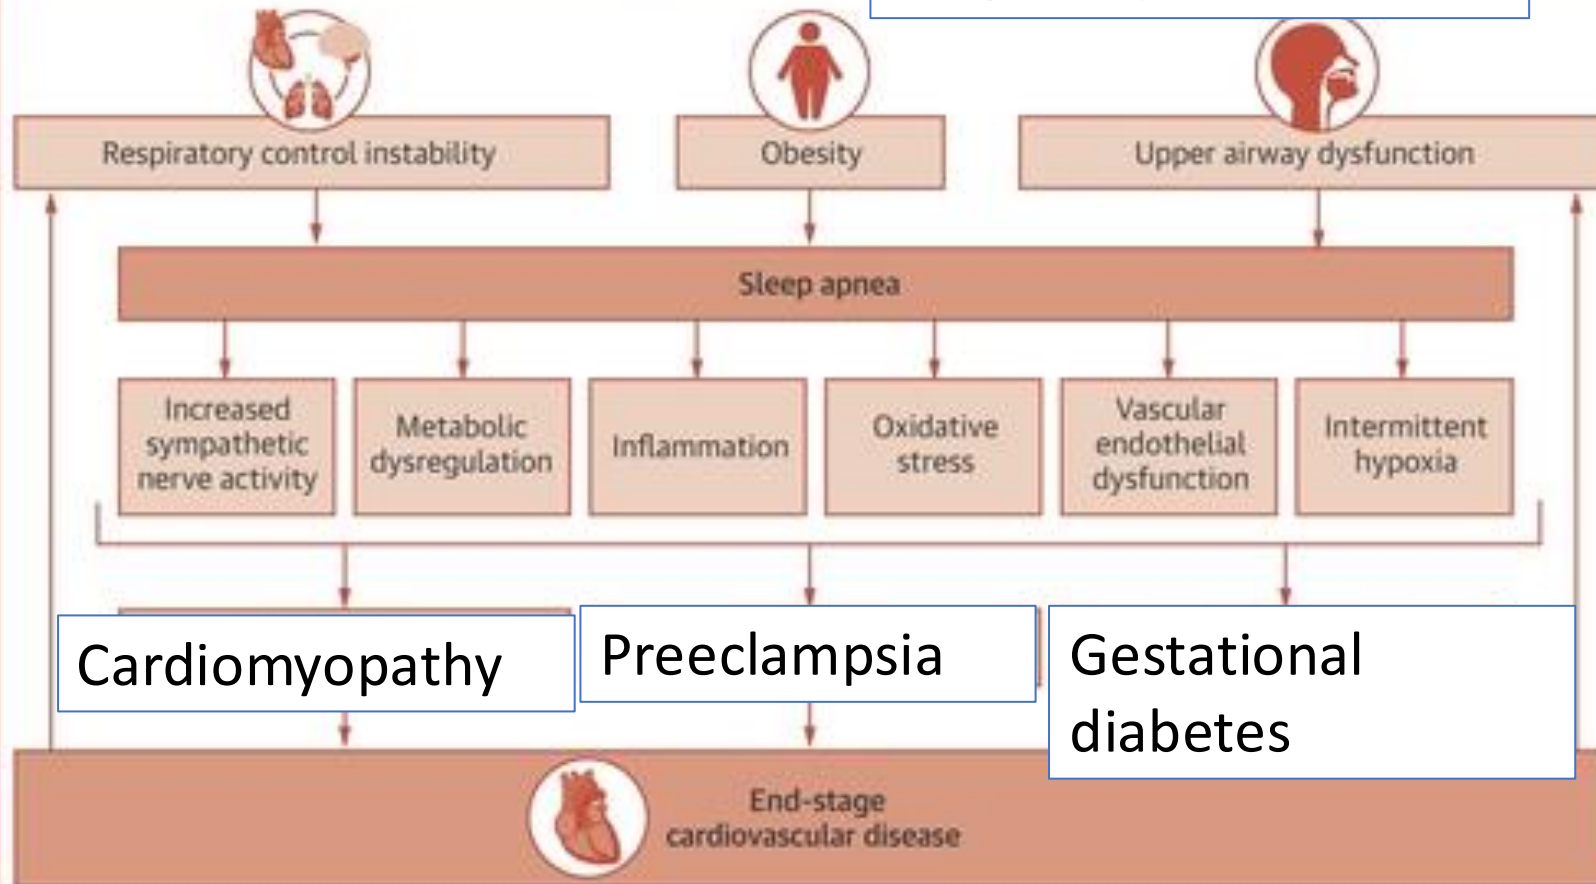 Respiratory control instability
Obesity
Upper airway dysfunction
Sleep apnea
Increased
sympathetic
nerve activity
Metabolic
dysregulation
Inflammation
Oxidative
stress
Vascular
endothelial
dysfunction
Intermittent
hypoxia
Cardiomyopathy
Preeclampsia
Gestational
diabetes
End-stage
cardiovascular disease